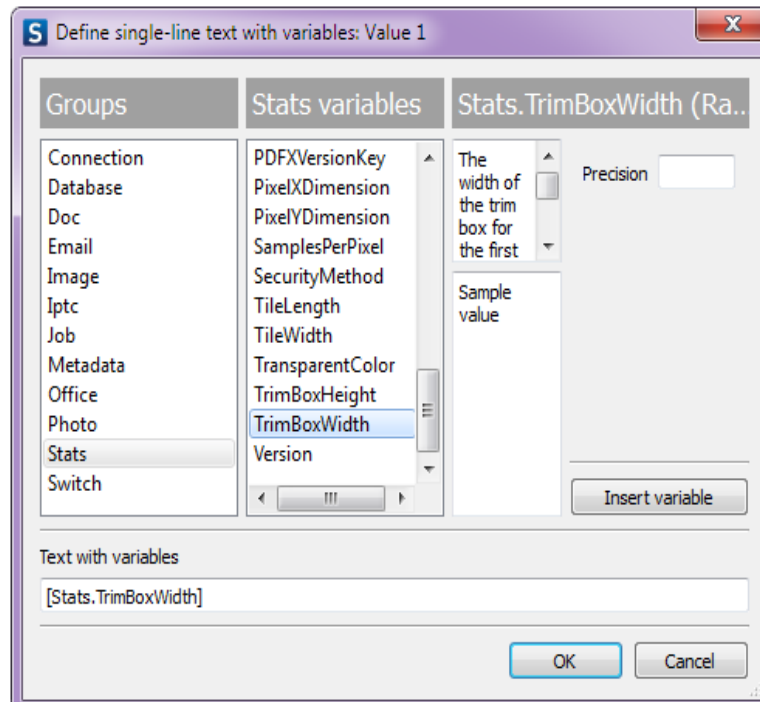 S Define single-line text with variables: Value 1
Groups
Stats variables
Stats.TrimBoxWidth (Ra...
Connection
Database
Doc
Email
Image
Iptc
Job
Metadata
Office
Photo
Stats
Switch
PDFXVersionKey
PixelXDimension
PixelYDimension
SamplesPerPixel
SecurityMethod
TileLength
TileWidth
TransparentColor
TrimBoxHeight
TrimBoxWidth
Version
The
width of
the trim
box for
the first
Sample
value
Precision
Insert variable
Text with variables
[Stats.TrimBoxWidth]
OK
Cancel